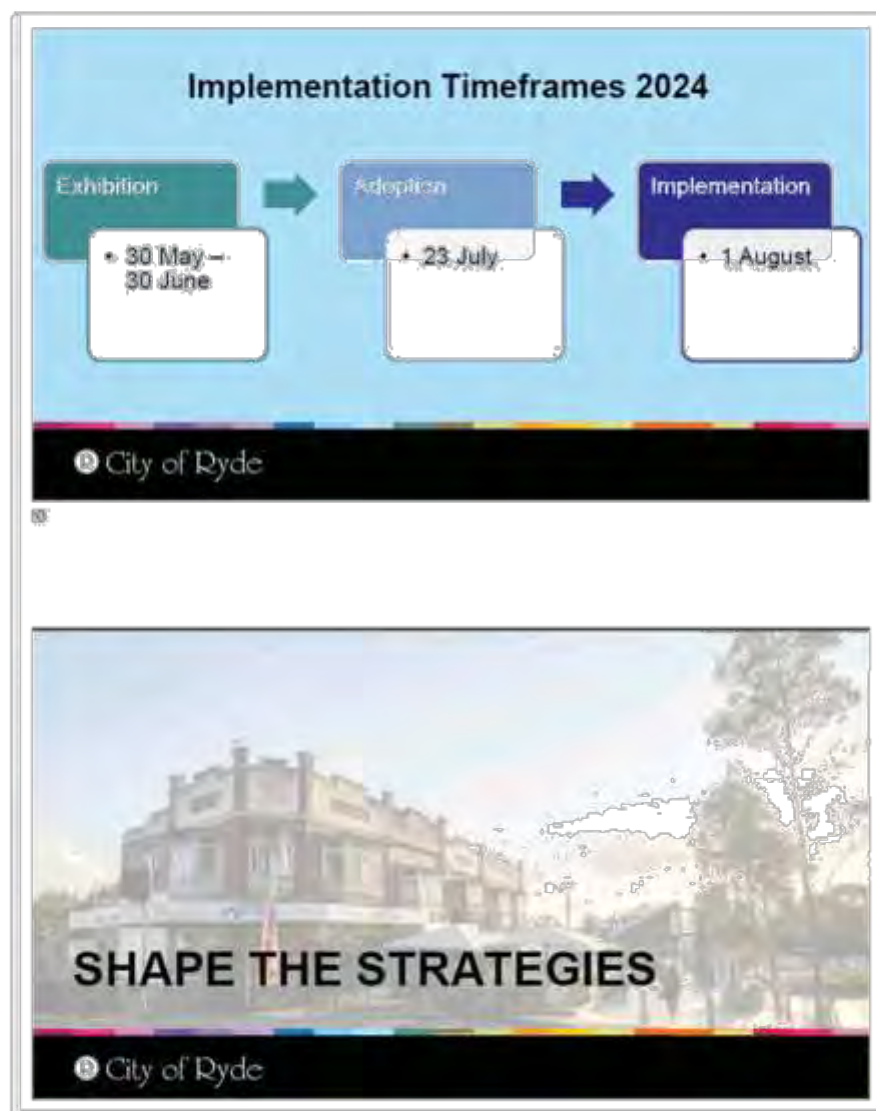 Implementation Timeframes 2024
Exhibition
• 30 May –
30 June
Adoption
• 23 July
Implementation
• 1 August
City of Ryde
SHAPE THE STRATEGIES
City of Ryde